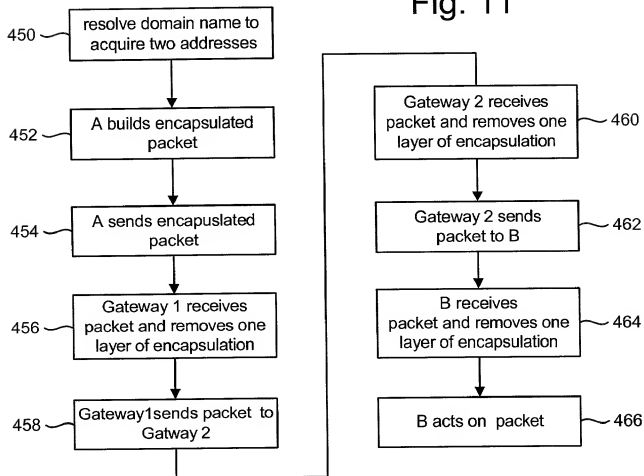 Fig. 11
450
resolve domain name to
acquire two addresses
452
A builds encapsulated
packet
454
A sends encapuslated
packet
456
Gateway 1 receives
packet and removes one
layer of encapsulation
458
Gateway1sends packet to
Gatway 2
Gateway 2 receives
packet and removes one
layer of encapsulation
460
Gateway 2 sends
packet to B
462
B receives
packet and removes one
layer of encapsulation
464
B acts on packet
466